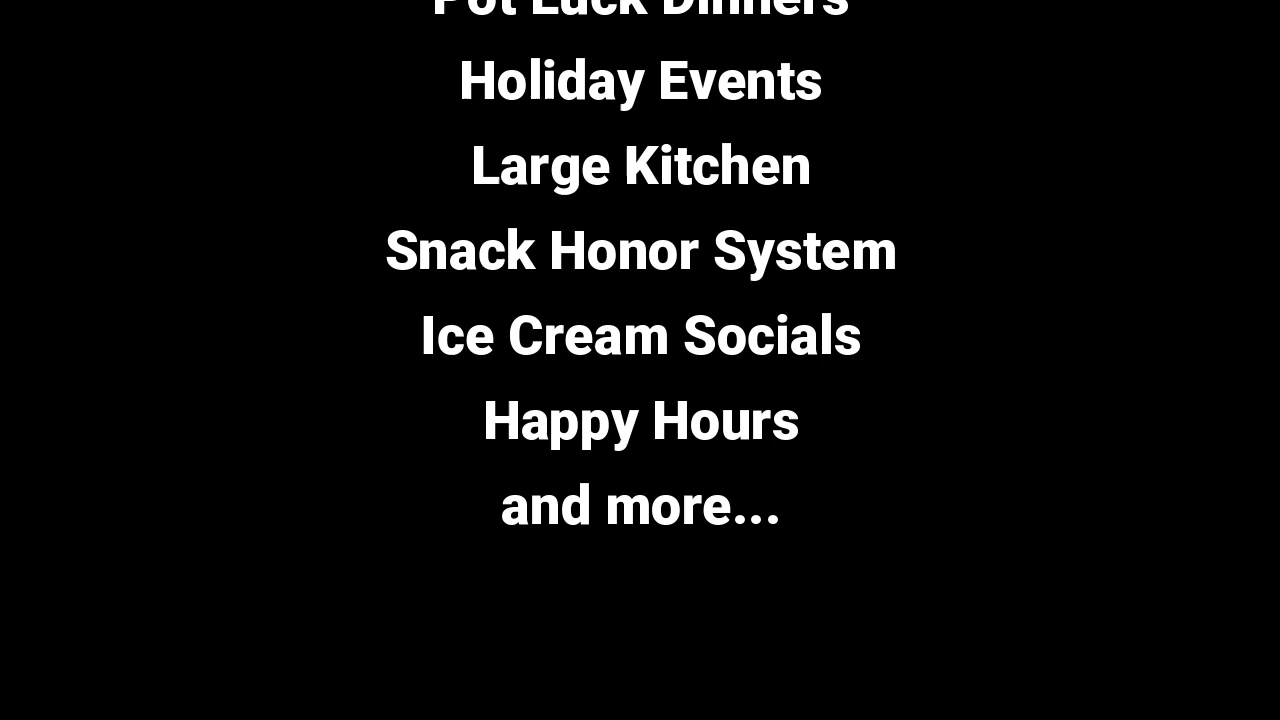 Pot Luck Dinners
Holiday Events
Large Kitchen
Snack Honor System
Ice Cream Socials
Happy Hours
and more...